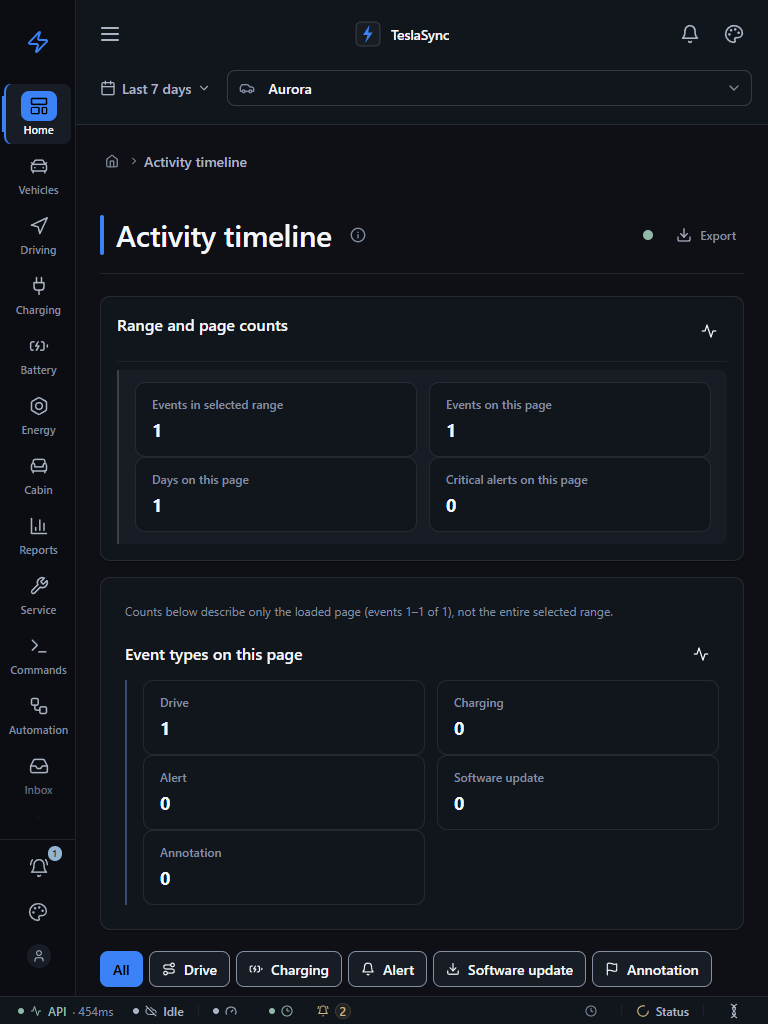 TeslaSync
Last 7 days
Aurora
Home
Vehicles
Driving
Charging
Battery
Energy
Cabin
Reports
Service
Commands
Automation
Inbox
1
Activity timeline
Activity timeline
Export
Range and page counts
Events in selected range
1
Events on this page
1
Days on this page
1
Critical alerts on this page
0
Counts below describe only the loaded page (events 1–1 of 1), not the entire selected range.
Event types on this page
Drive
1
Charging
0
Alert
0
Software update
0
Annotation
0
All
Drive
Charging
Alert
Software update
Annotation
API · 454ms
Idle
2
Status